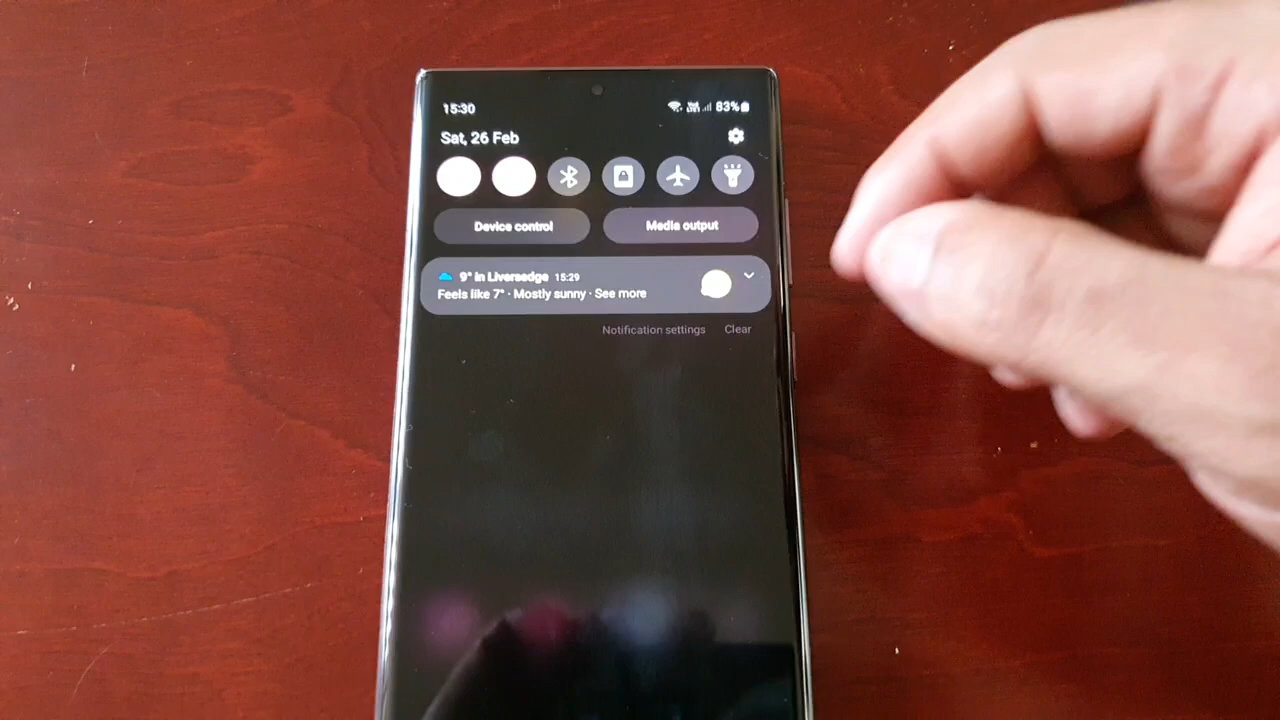 15:30
83%
Sat, 26 Feb
Device control
Media output
9° in Liversedge 15:29
Feels like 7° · Mostly sunny · See more
Notification settings Clear